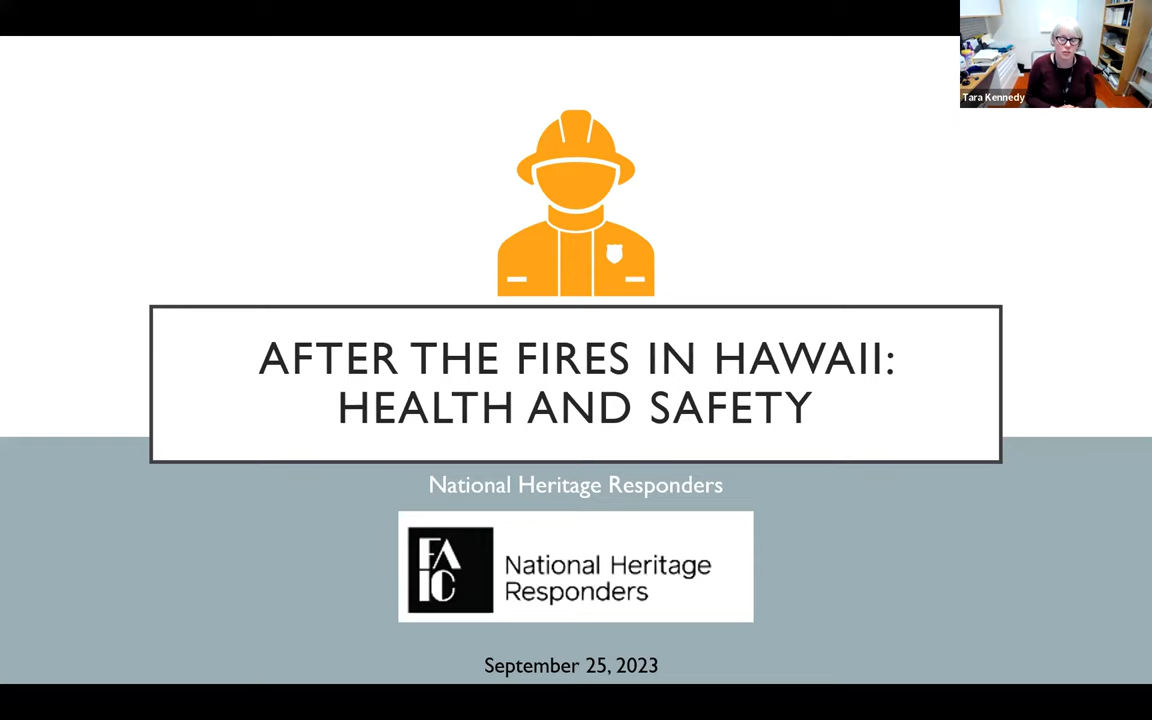 Tara Kennedy
AFTER THE FIRES IN HAWAII:
HEALTH AND SAFETY
National Heritage Responders
FA
IC
National Heritage
Responders
September 25, 2023